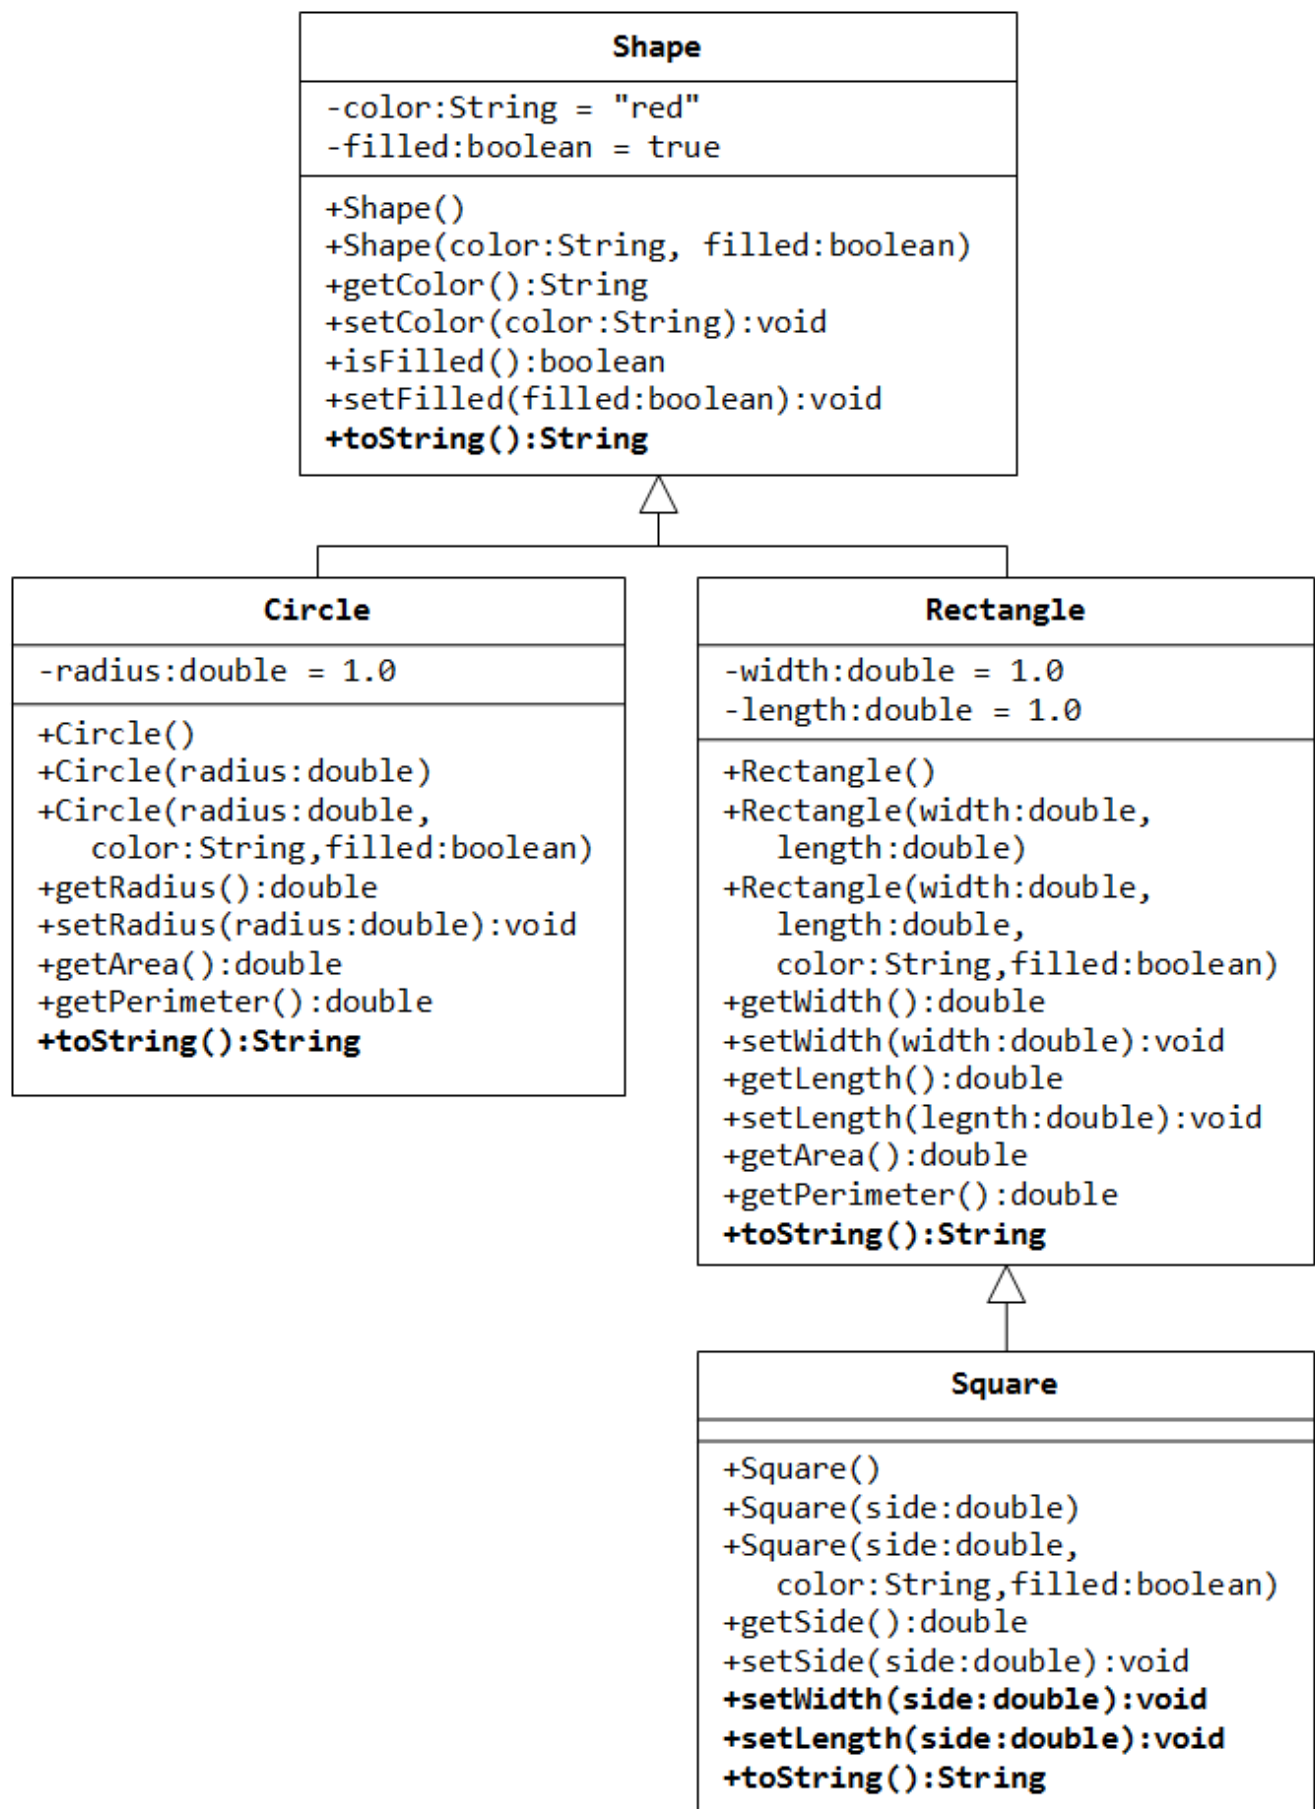 Shape
-color:String = "red"
-filled:boolean = true
+Shape()
+Shape(color:String, filled:boolean)
+getColor():String
+setColor(color:String):void
+isFilled():boolean
+setFilled(filled:boolean):void
+toString():String
Circle
-radius:double = 1.0
+Circle()
+Circle(radius:double)
+Circle(radius:double,
color:String,filled:boolean)
+getRadius():double
+setRadius(radius:double):void
+getArea():double
+getPerimeter():double
+toString():String
Rectangle
-width:double = 1.0
-length:double = 1.0
+Rectangle()
+Rectangle(width:double,
length:double)
+Rectangle(width:double,
length:double,
color:String,filled:boolean)
+getWidth():double
+setWidth(width:double):void
+getLength():double
+setLength(legnth:double):void
+getArea():double
+getPerimeter():double
+toString():String
Square
+Square()
+Square(side:double)
+Square(side:double,
color:String,filled:boolean)
+getSide():double
+setSide(side:double):void
+setWidth(side:double):void
+setLength(side:double):void
+toString():String